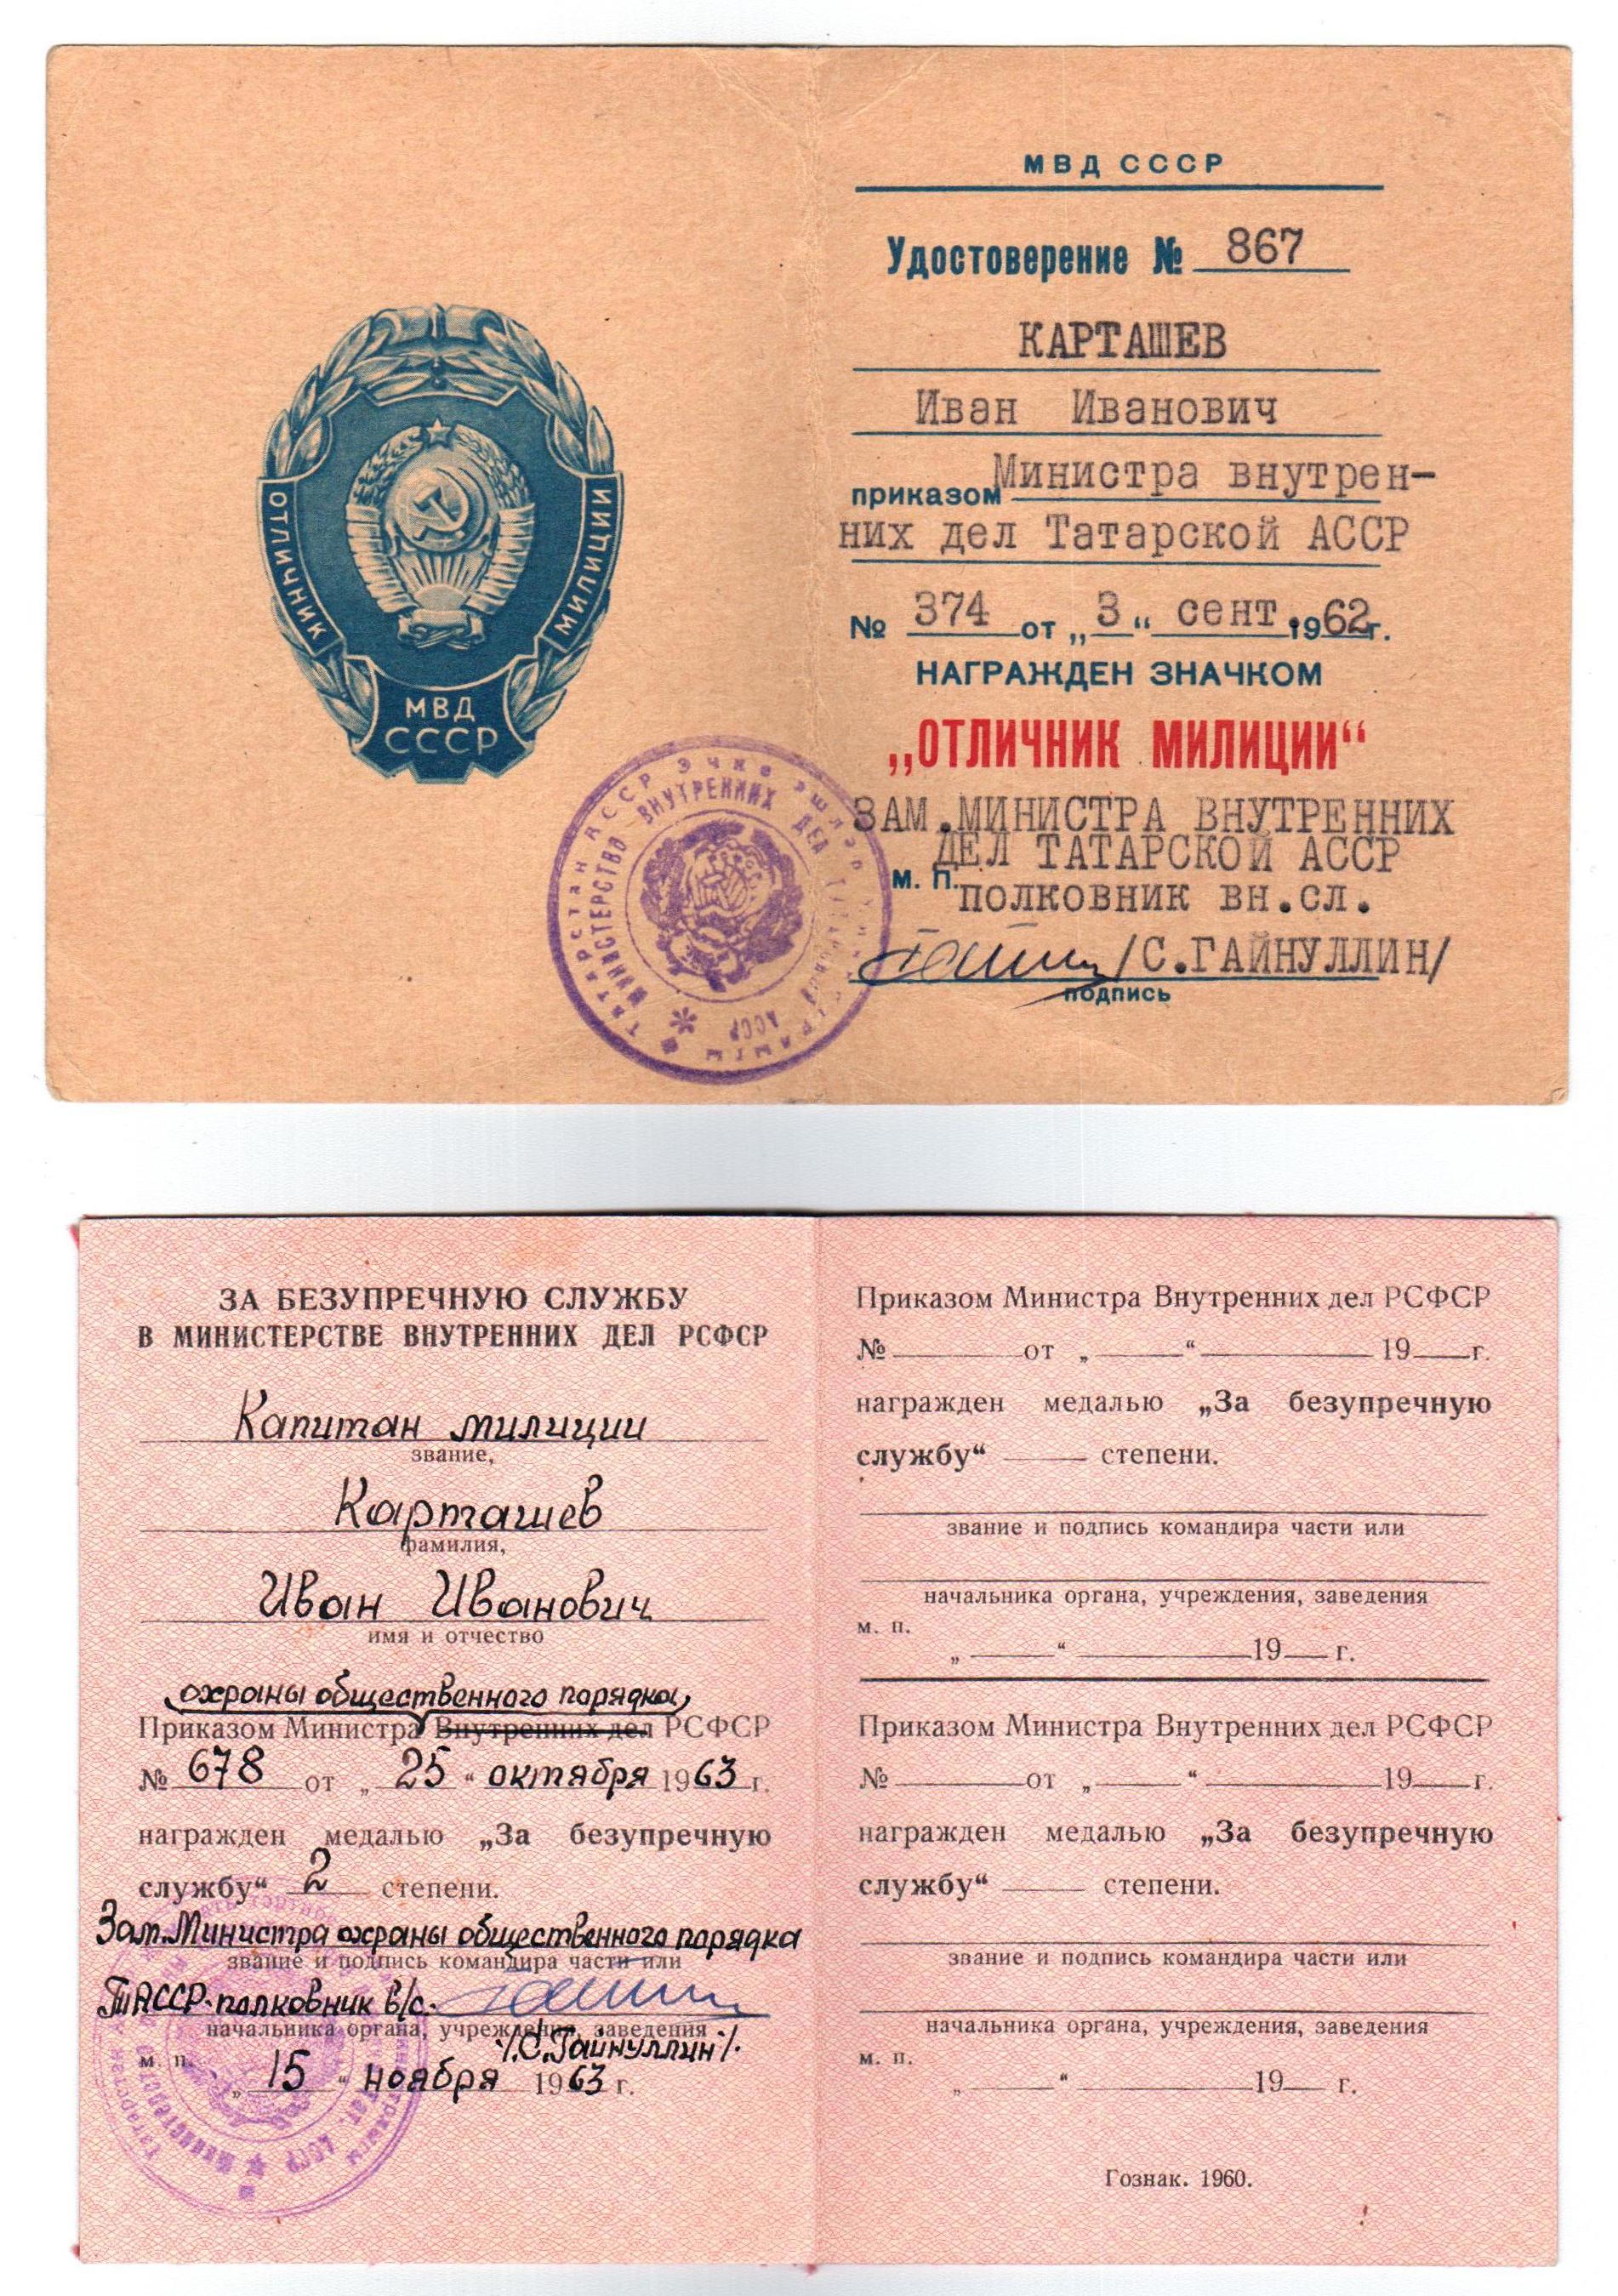 ОТЛИЧНИК
МИЛИЦИИ
МВД
СССР
МВД СССР
Удостоверение № 867
КАРТАШЕВ
Иван Иванович
приказом Министра внутрен-
них дел Татарской АССР
№ 374 от „3“ сент.1962г.
НАГРАЖДЕН ЗНАЧКОМ
„ОТЛИЧНИК МИЛИЦИИ“
ЗАМ.МИНИСТРА ВНУТРЕННИХ
ДЕЛ ТАТАРСКОЙ АССР
м. п. ПОЛКОВНИК ВН.СЛ.
/С.ГАЙНУЛЛИН/
подпись
МИНИСТЕРСТВО ВНУТРЕННИХ ДЕЛ
АССР
ЗА БЕЗУПРЕЧНУЮ СЛУЖБУ
В МИНИСТЕРСТВЕ ВНУТРЕННИХ ДЕЛ РСФСР
Капитан милиции
звание,
Карташев
фамилия,
Иван Иванович
имя и отчество
охраны общественного порядка
Приказом Министра Внутренних дел РСФСР
№ 678 от „25“ октября 1963 г.
награжден медалью „За безупречную
службу“ 2 степени.
Зам.Министра охраны общественного порядка
звание и подпись командира части или
ТАССР-полковник в/с.
начальника органа, учреждения, заведения
/С.Гайнуллин/.
м. п.
„15“ ноября 1963 г.
Приказом Министра Внутренних дел РСФСР
№ от „ “ 19 г.
награжден медалью „За безупречную
службу“ степени.
звание и подпись командира части или
начальника органа, учреждения, заведения
м. п.
„ “ 19 г.
Приказом Министра Внутренних дел РСФСР
№ от „ “ 19 г.
награжден медалью „За безупречную
службу“ степени.
звание и подпись командира части или
начальника органа, учреждения, заведения
м. п.
„ “ 19 г.
Гознак. 1960.